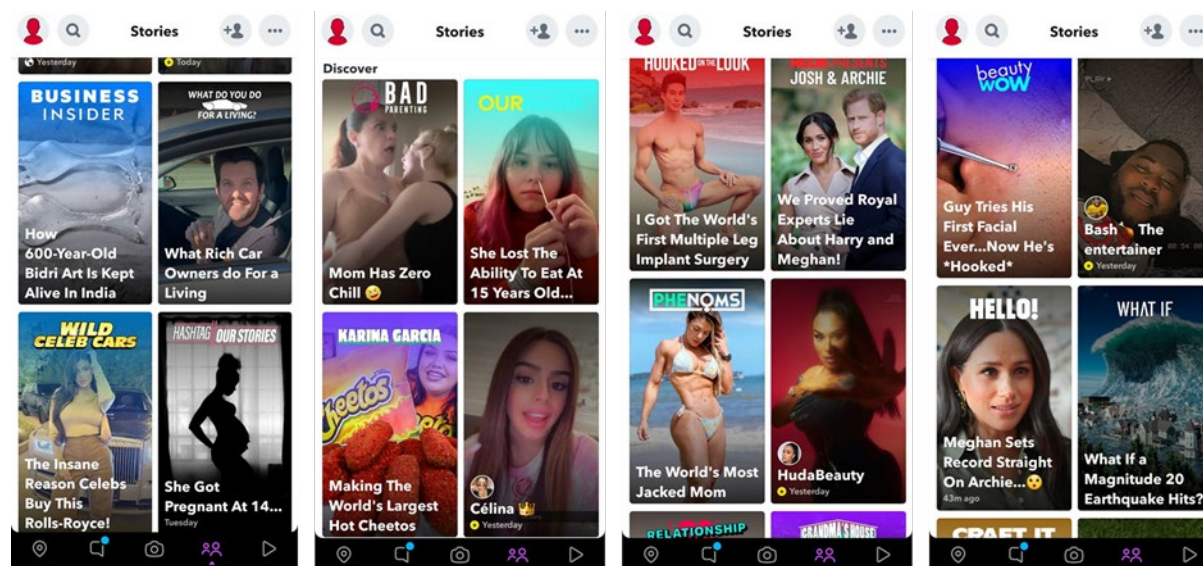 Stories
Yesterday
Today
BUSINESS
INSIDER
How
600-Year-Old
Bidri Art Is Kept
Alive In India
WHAT DO YOU DO
FOR A LIVING?
What Rich Car
Owners do For a
Living
WILD
CELEB CARS
The Insane
Reason Celebs
Buy This
Rolls-Royce!
HASHTAG OUR STORIES
She Got
Pregnant At 14...
Tuesday
Stories
Discover
BAD
PARENTING
Mom Has Zero
Chill 🤪
OUR
She Lost The
Ability To Eat At
15 Years Old...
KARINA GARCIA
Cheetos
Making The
World's Largest
Hot Cheetos
Célina 👑
Yesterday
Stories
HOOKED ON THE LOOK
I Got The World's
First Multiple Leg
Implant Surgery
PRESENTS
JOSH & ARCHIE
We Proved Royal
Experts Lie
About Harry and
Meghan!
PHENOMS
The World's Most
Jacked Mom
HudaBeauty
Yesterday
RELATIONSHIP
GRANDMA'S HOUSE
Stories
beauty
WOW
Guy Tries His
First Facial
Ever...Now He's
*Hooked*
PLAY
Bash The
entertainer
Yesterday
HELLO!
Meghan Sets
Record Straight
On Archie...😯
43m ago
WHAT IF
What If a
Magnitude 20
Earthquake Hits?
CRAFT IT